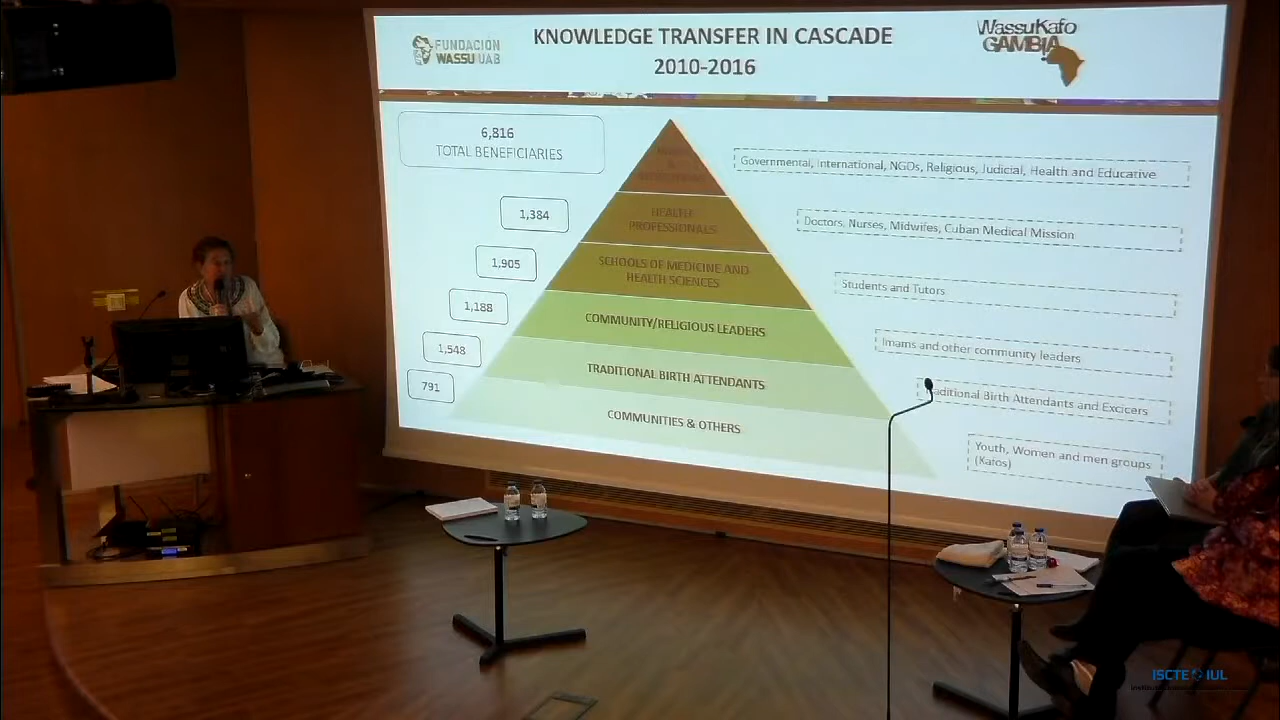 FUNDACION
WASSU UAB
KNOWLEDGE TRANSFER IN CASCADE
2010-2016
WassuKafo
GAMBIA
6,816
TOTAL BENEFICIARIES
Governmental, International, NGOs, Religious, Judicial, Health and Educative
1,384
HEALTH
PROFESSIONALS
Doctors, Nurses, Midwifes, Cuban Medical Mission
1,905
SCHOOLS OF MEDICINE AND
HEALTH SCIENCES
Students and Tutors
1,188
COMMUNITY/RELIGIOUS LEADERS
Imams and other community leaders
1,548
TRADITIONAL BIRTH ATTENDANTS
aditional Birth Attendants and Excicers
791
COMMUNITIES & OTHERS
Youth, Women and men groups
(Kafos)
ISCTE IUL